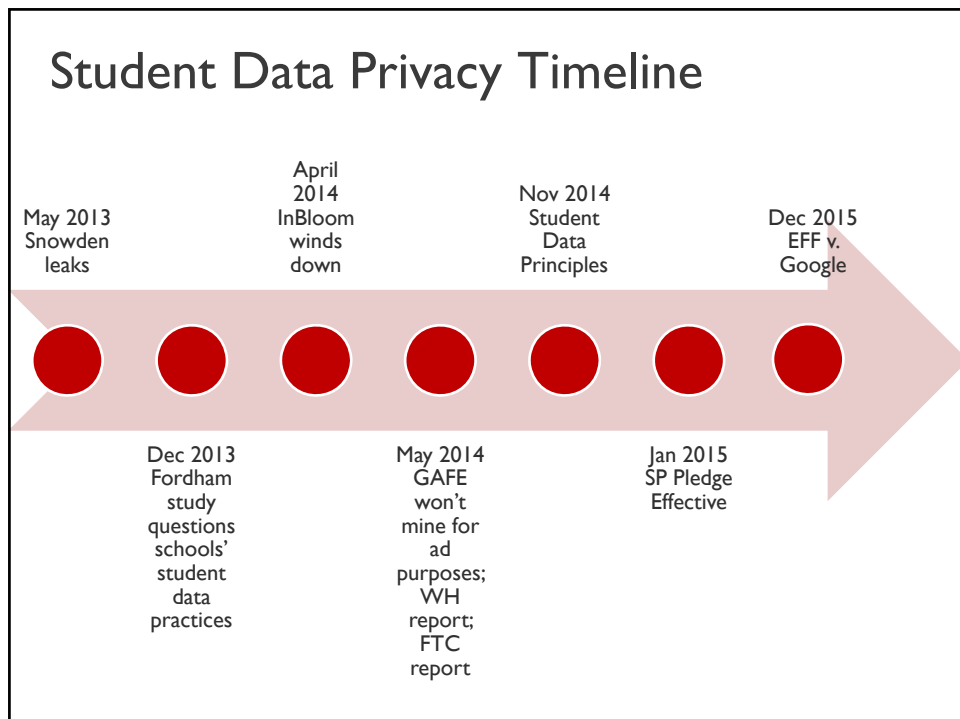 Student Data Privacy Timeline
May 2013
Snowden
leaks
Dec 2013
Fordham
study
questions
schools’
student
data
practices
April
2014
InBloom
winds
down
May 2014
GAFE
won’t
mine for
ad
purposes;
WH
report;
FTC
report
Nov 2014
Student
Data
Principles
Jan 2015
SP Pledge
Effective
Dec 2015
EFF v.
Google